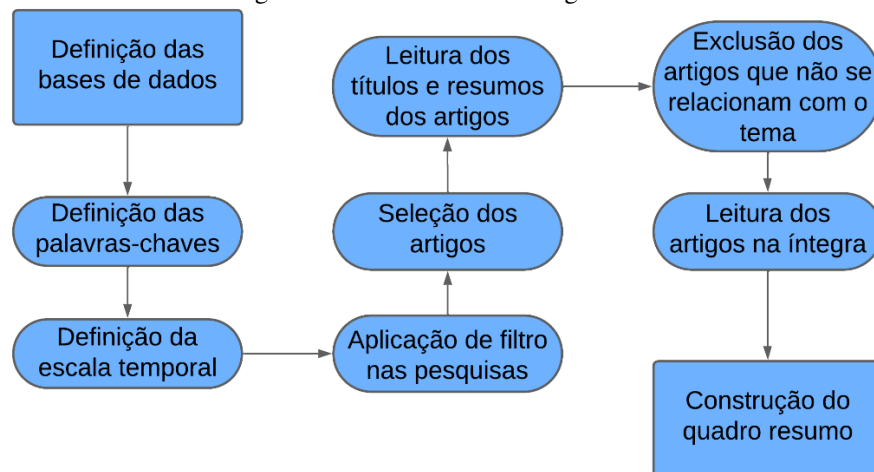 Definição das
bases de dados
Definição das
palavras-chaves
Definição da
escala temporal
Aplicação de filtro
nas pesquisas
Seleção dos
artigos
Leitura dos
títulos e resumos
dos artigos
Exclusão dos
artigos que não se
relacionam com o
tema
Leitura dos
artigos na íntegra
Construção do
quadro resumo